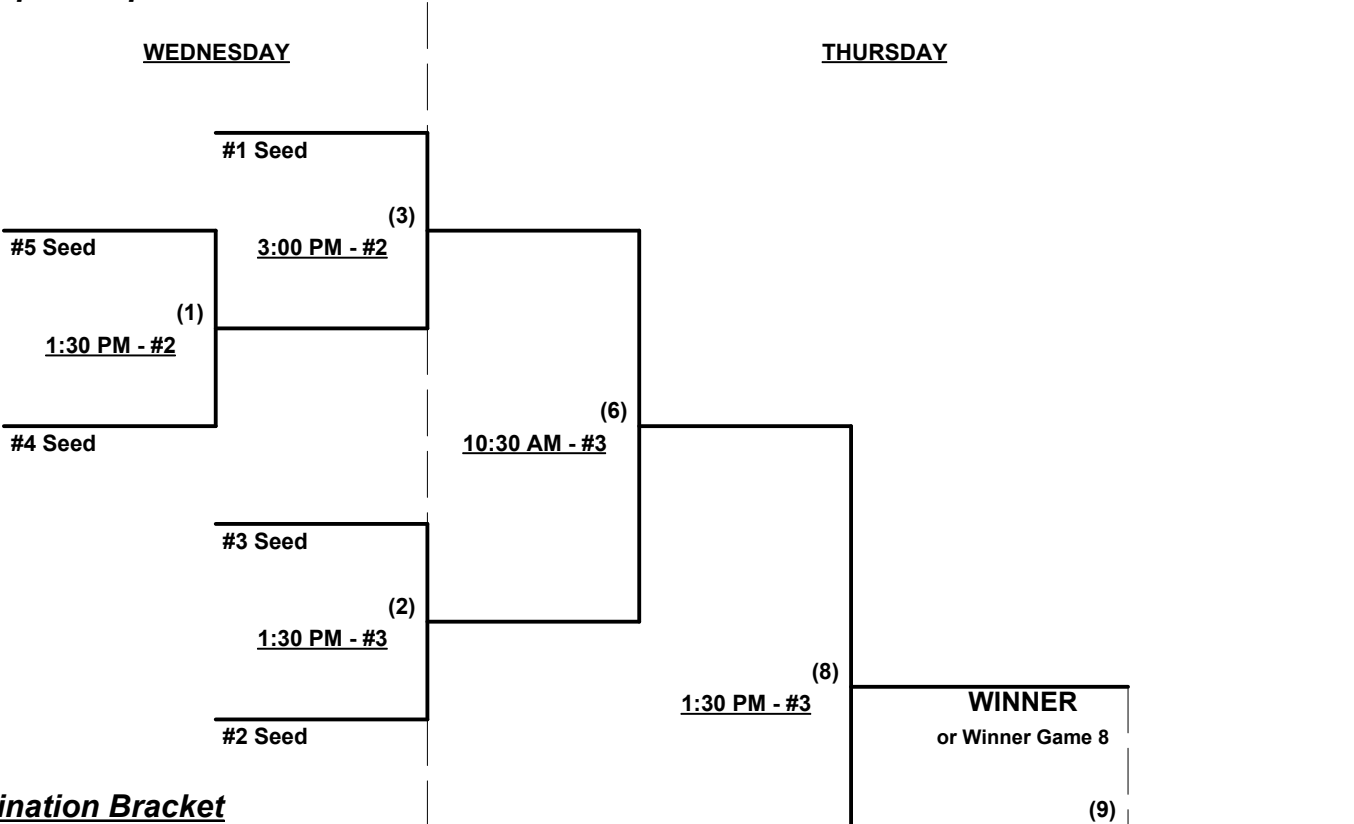 WEDNESDAY
THURSDAY
#1 Seed
(3)
#5 Seed
3:00 PM - #2
(1)
1:30 PM - #2
(6)
#4 Seed
10:30 AM - #3
#3 Seed
(2)
1:30 PM - #3
(8)
1:30 PM - #3
WINNER
#2 Seed
or Winner Game 8
ination Bracket
(9)